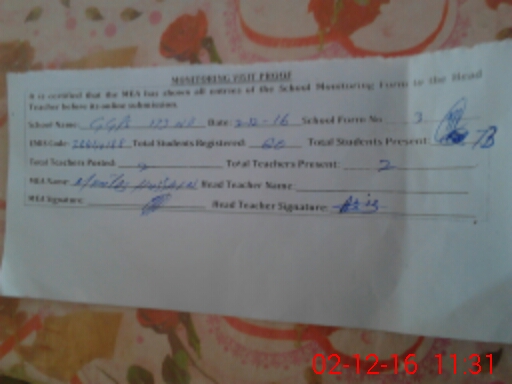 MONITORING VISIT PROOF
It is certified that the MEA has shown all entries of the School Monitoring Form to the Head
Teacher before its online submission.
School Name: GGPS Date: 2-12-16 School Form No 3
EMIS Code: Total Students Registered: 60 Total Students Present:
Total Teachers Posted: 2 Total Teachers Present: 2
MEA Name: Head Teacher Name:
MEA Signature: Head Teacher Signature:
02-12-16 11:31